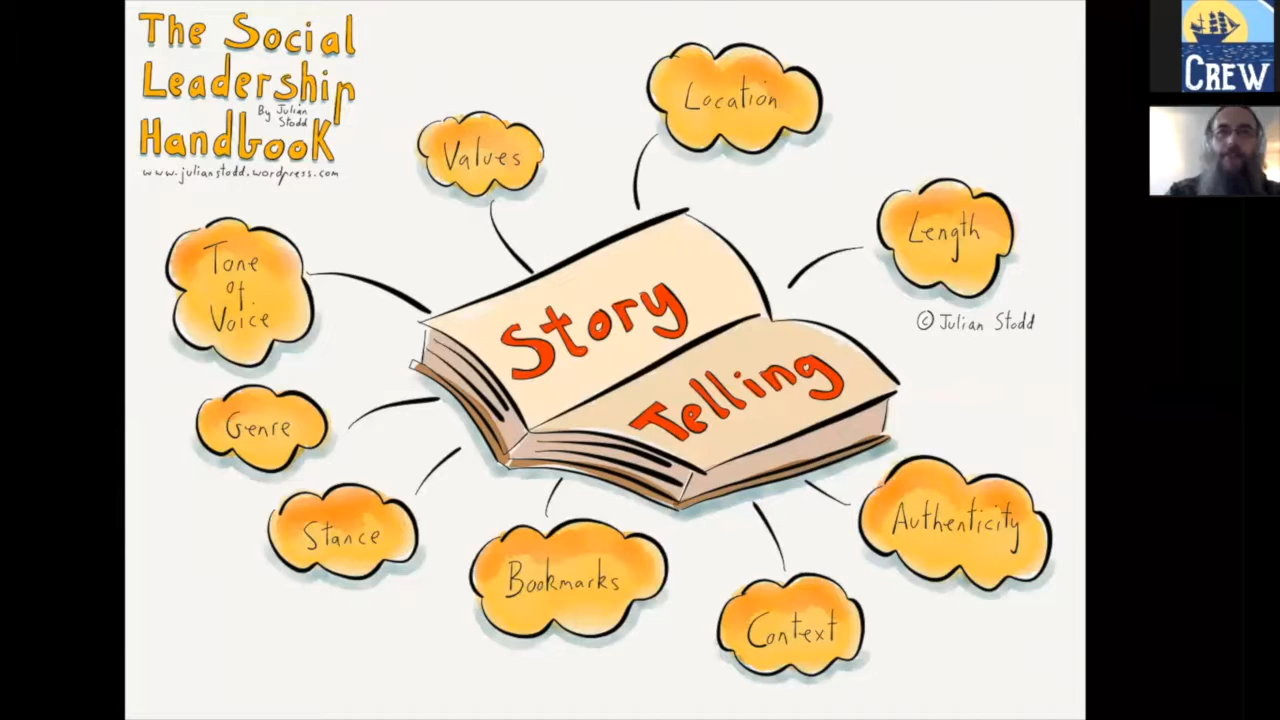 The Social
Leadership
By Julian
Stodd
Handbook
www.julianstodd.wordpress.com
Values
Location
Length
© Julian Stodd
Tone
of
Voice
Genre
Stance
Bookmarks
Context
Authenticity
Story
Telling
CREW